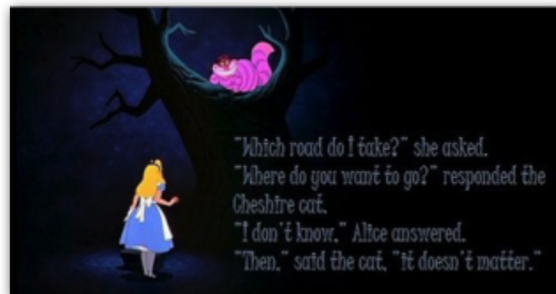 "Which road do I take?" she asked.
"Where do you want to go?" responded the
Cheshire cat.
"I don't know," Alice answered.
"Then," said the cat, "it doesn't matter."